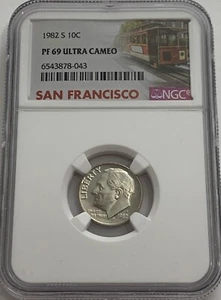 1982 S 10C
PF 69 ULTRA CAMEO
6543878-043
SAN FRANCISCO
NGC
LIBERTY